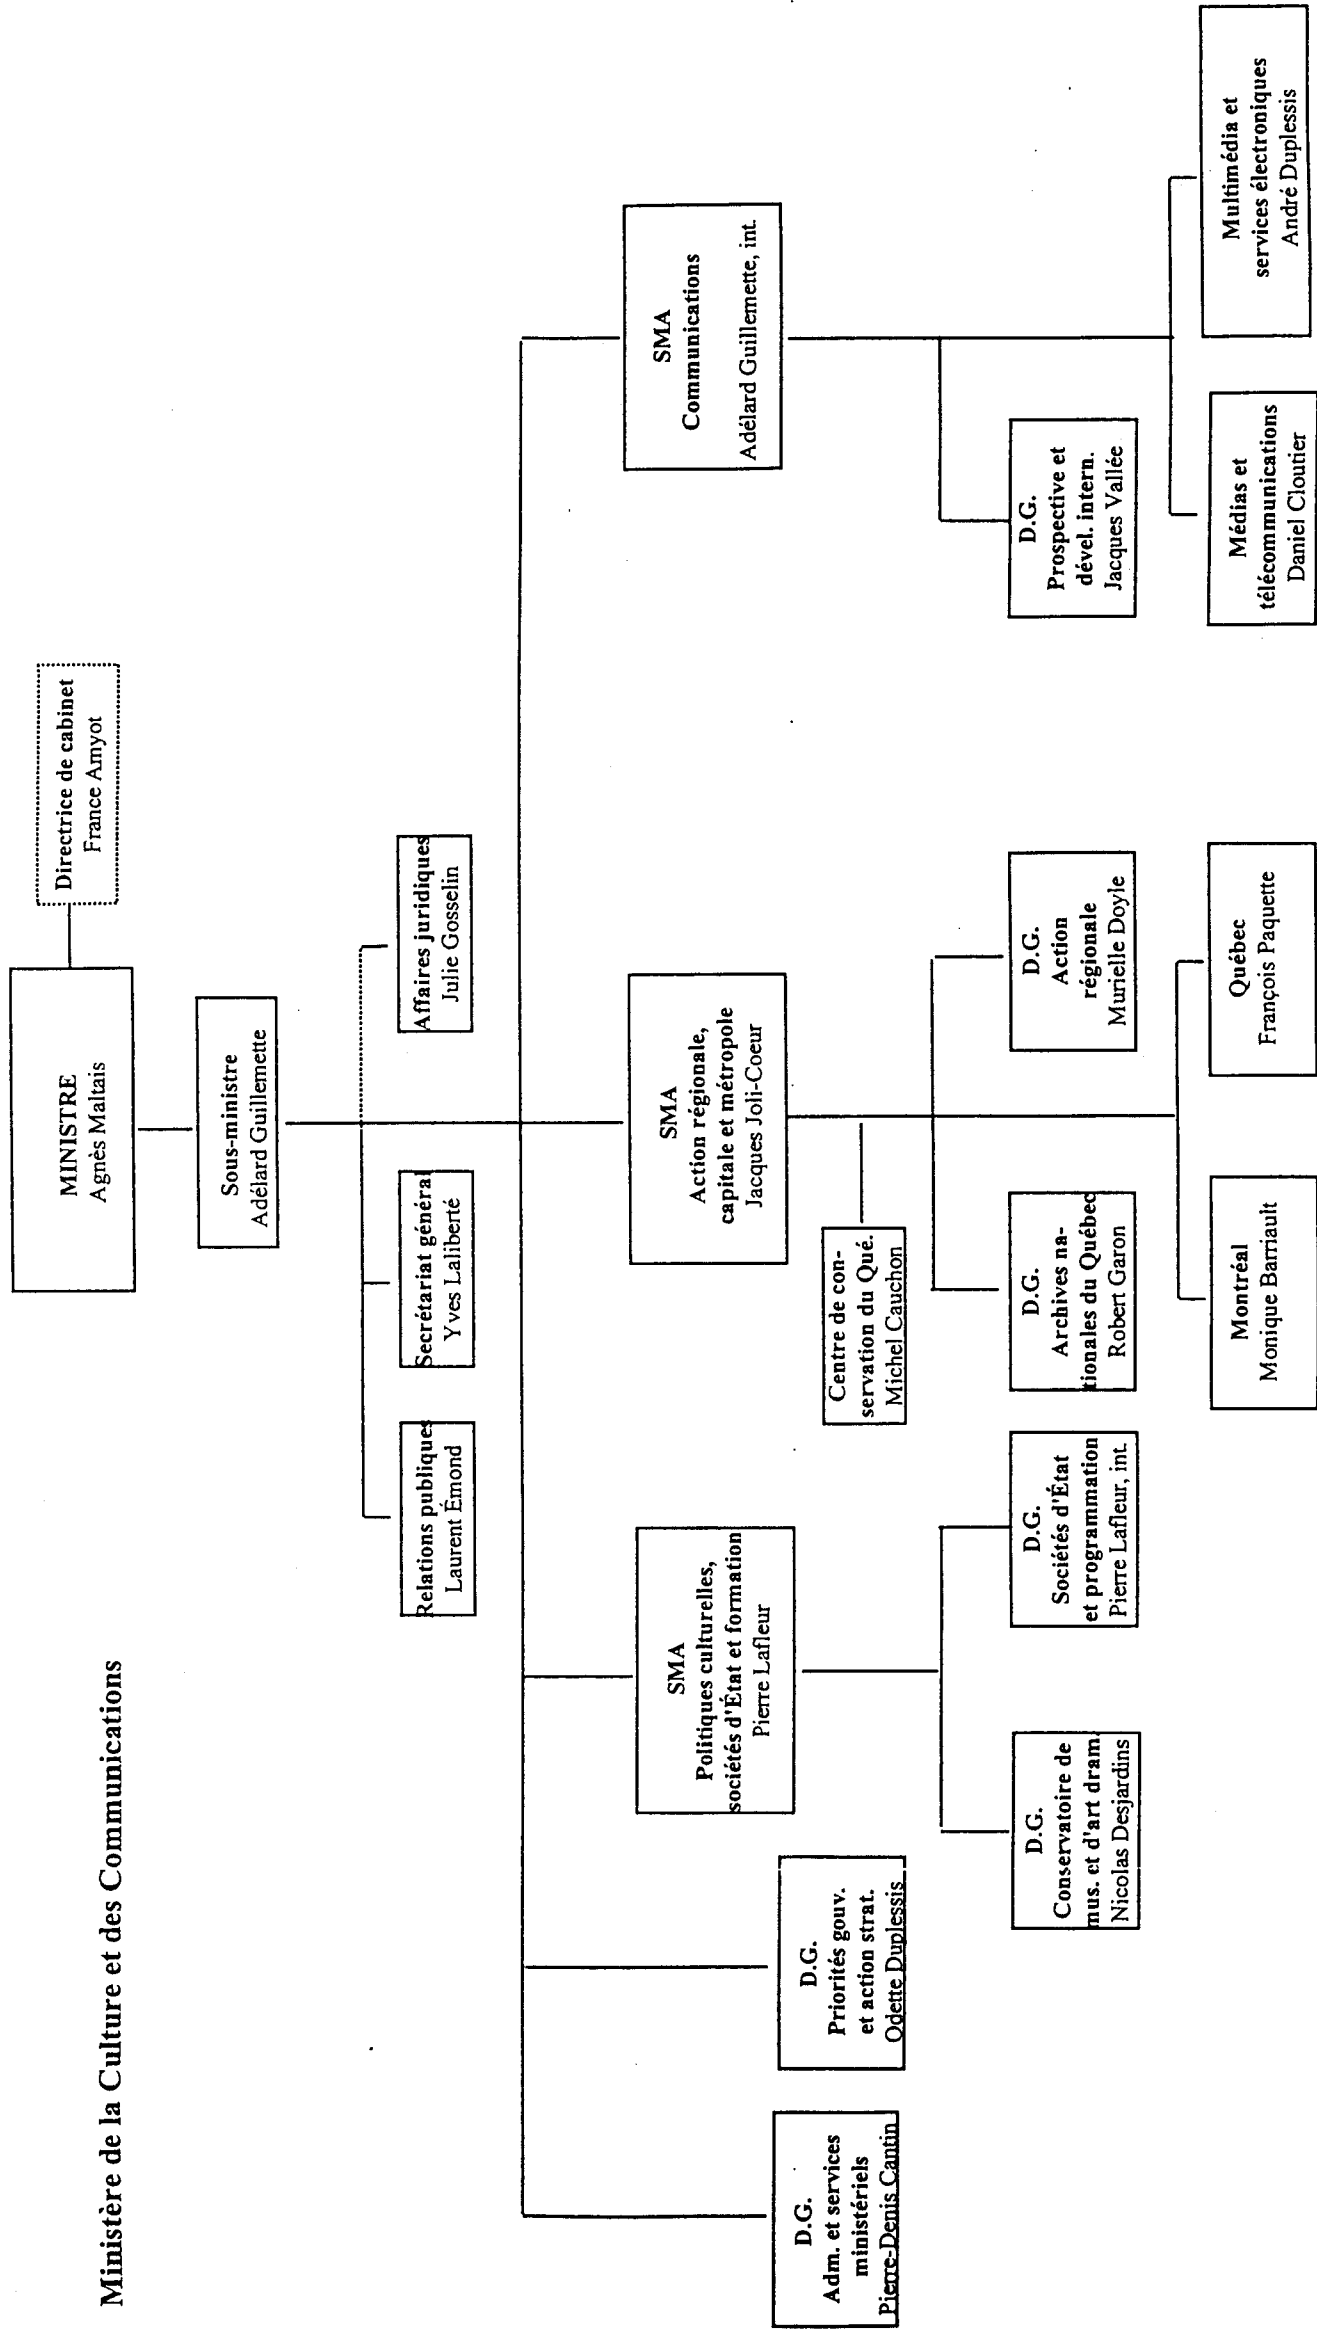 Ministère de la Culture et des Communications
MINISTRE
Agnès Maltais
Directrice de cabinet
France Amyot
Sous-ministre
Adélard Guillemette
Relations publiques
Laurent Émond
Secrétariat général
Yves Laliberté
Affaires juridiques
Julie Gosselin
D.G.
Adm. et services
ministériels
Pierre-Denis Cantin
D.G.
Priorités gouv.
et action strat.
Odette Duplessis
SMA
Politiques culturelles,
sociétés d'État et formation
Pierre Lafleur
SMA
Action régionale,
capitale et métropole
Jacques Joli-Coeur
SMA
Communications
Adélard Guillemette, int.
Centre de con-
servation du Qué.
Michel Cauchon
D.G.
Conservatoire de
mus. et d'art dram.
Nicolas Desjardins
D.G.
Sociétés d'État
et programmation
Pierre Lafleur, int.
D.G.
Archives na-
tionales du Québec
Robert Garon
D.G.
Action
régionale
Murielle Doyle
D.G.
Prospective et
dével. intern.
Jacques Vallée
Montréal
Monique Barriault
Québec
François Paquette
Médias et
télécommunications
Daniel Cloutier
Multimédia et
services électroniques
André Duplessis